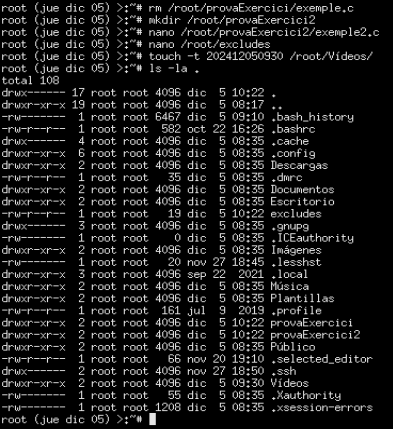 root (jue dic 05) >:~# rm /root/provaExercici/exemple.c
root (jue dic 05) >:~# mkdir /root/provaExercici2
root (jue dic 05) >:~# nano /root/provaExercici2/exemple2.c
root (jue dic 05) >:~# nano /root/excludes
root (jue dic 05) >:~# touch -t 202412050930 /root/Vídeos/
root (jue dic 05) >:~# ls -la .
total 108
drwx------ 17 root root 4096 dic  5 10:22 .
drwxr-xr-x 19 root root 4096 dic  5 08:17 ..
-rw-------  1 root root 6467 dic  5 09:10 .bash_history
-rw-r--r--  1 root root  582 oct 22 16:26 .bashrc
drwx------  4 root root 4096 dic  5 08:35 .cache
drwxr-xr-x  6 root root 4096 dic  5 08:35 .config
drwxr-xr-x  2 root root 4096 dic  5 08:35 Descargas
-rw-r--r--  1 root root   35 dic  5 08:35 .dmrc
drwxr-xr-x  2 root root 4096 dic  5 08:35 Documentos
drwxr-xr-x  2 root root 4096 dic  5 08:35 Escritorio
-rw-r--r--  1 root root   19 dic  5 10:22 excludes
drwx------  3 root root 4096 dic  5 08:35 .gnupg
-rw-------  1 root root    0 dic  5 08:35 .ICEauthority
drwxr-xr-x  2 root root 4096 dic  5 08:35 Imágenes
-rw-------  1 root root   20 nov 27 18:45 .lesshst
drwxr-xr-x  3 root root 4096 sep 22  2021 .local
drwxr-xr-x  2 root root 4096 dic  5 08:35 Música
drwxr-xr-x  2 root root 4096 dic  5 08:35 Plantillas
-rw-r--r--  1 root root  161 jul  9  2019 .profile
drwxr-xr-x  2 root root 4096 dic  5 10:22 provaExercici
drwxr-xr-x  2 root root 4096 dic  5 10:22 provaExercici2
drwxr-xr-x  2 root root 4096 dic  5 08:35 Público
-rw-r--r--  1 root root   66 nov 20 19:10 .selected_editor
drwx------  2 root root 4096 nov 27 18:50 .ssh
drwxr-xr-x  2 root root 4096 dic  5 09:30 Vídeos
-rw-------  1 root root   55 dic  5 08:35 .Xauthority
-rw-------  1 root root 1208 dic  5 08:35 .xsession-errors
root (jue dic 05) >:~#